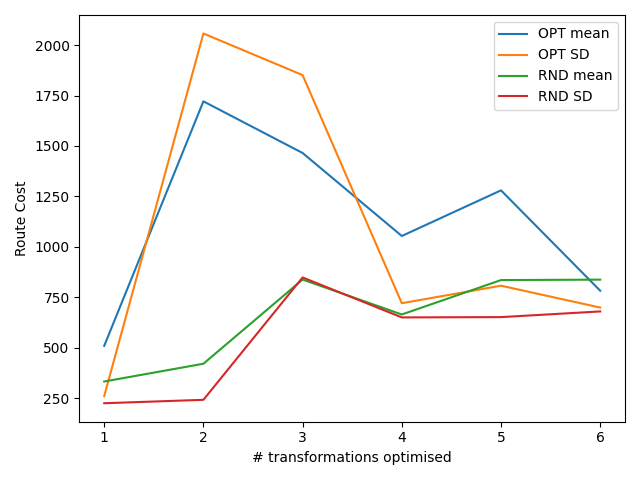 2000
1750
1500
1250
1000
750
500
250
Route Cost
OPT mean
OPT SD
RND mean
RND SD
1 2 3 4 5 6
# transformations optimised